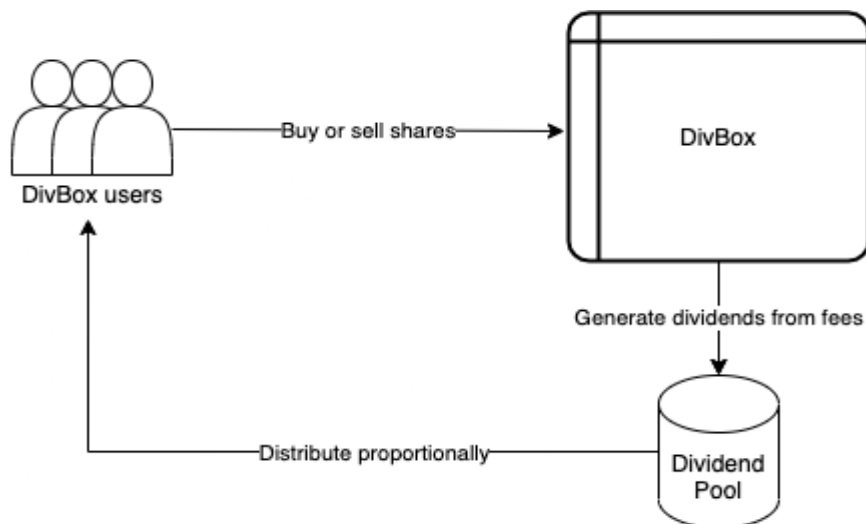 Buy or sell shares
DivBox
DivBox users
Generate dividends from fees
Distribute proportionally
Dividend
Pool